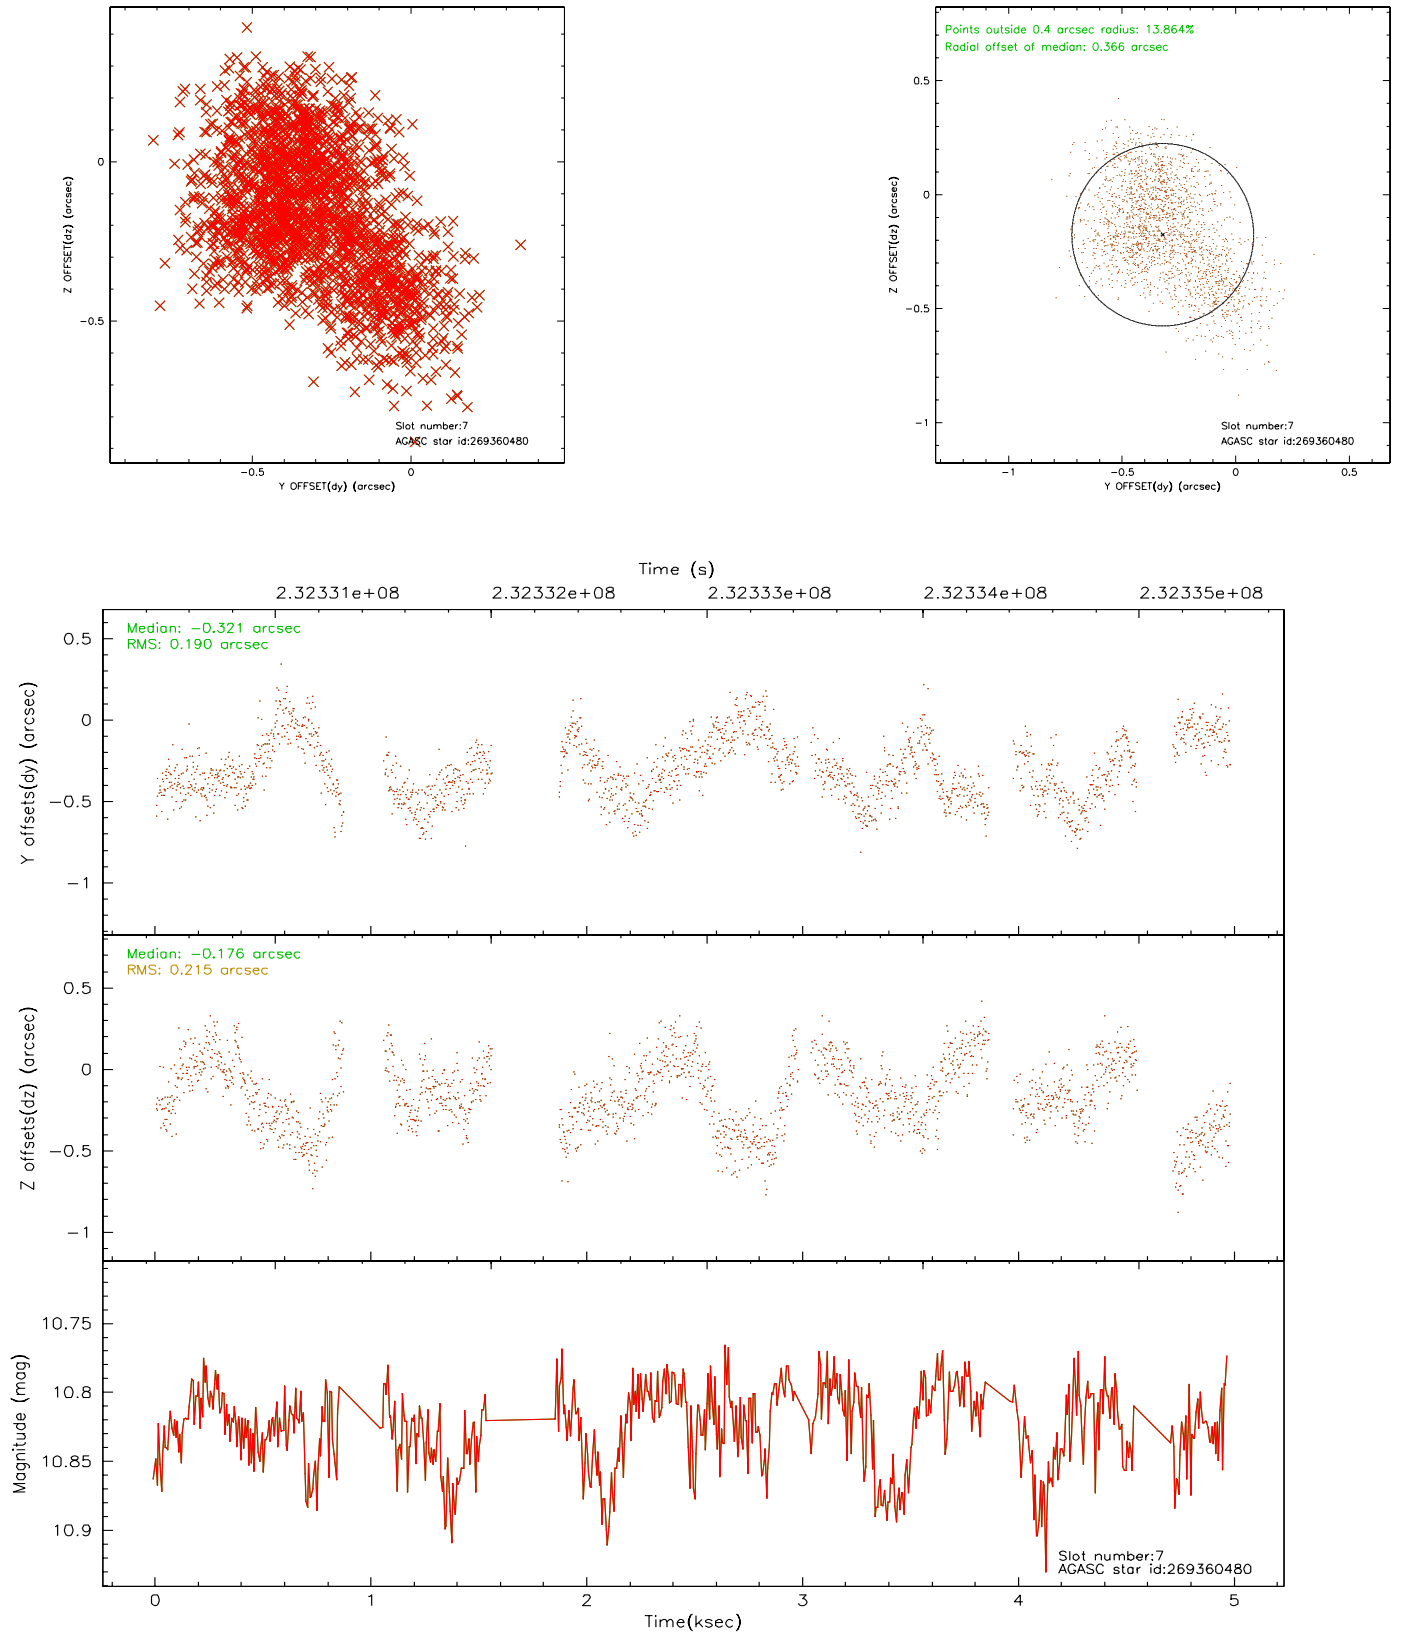 0
−0.5
−0.5
0
Z OFFSET(dz) (arcsec)
Y OFFSET(dy) (arcsec)
Slot number:7
AGASC star id:269360480
Points outside 0.4 arcsec radius: 13.864%
Radial offset of median: 0.366 arcsec
0.5
0
−0.5
−1
−1
−0.5
0
0.5
Z OFFSET(dz) (arcsec)
Y OFFSET(dy) (arcsec)
Slot number:7
AGASC star id:269360480
Time (s)
2.32331e+08
2.32332e+08
2.32333e+08
2.32334e+08
2.32335e+08
Median: −0.321 arcsec
RMS: 0.190 arcsec
0.5
0
−0.5
−1
Y offsets(dy) (arcsec)
Median: −0.176 arcsec
RMS: 0.215 arcsec
0.5
0
−0.5
−1
Z offsets(dz) (arcsec)
10.75
10.8
10.85
10.9
Magnitude (mag)
Slot number:7
AGASC star id:269360480
0
1
2
3
4
5
Time(ksec)